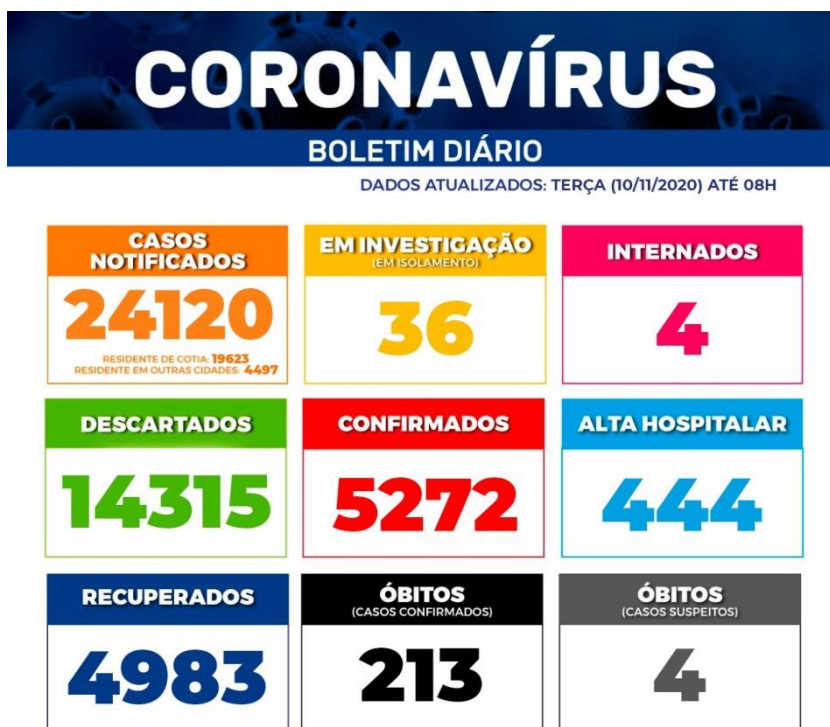 CORONAVÍRUS
BOLETIM DIÁRIO
DADOS ATUALIZADOS: TERÇA (10/11/2020) ATÉ 08H
CASOS
NOTIFICADOS
24120
RESIDENTE DE COTIA: 19623
RESIDENTE EM OUTRAS CIDADES: 4497
EM INVESTIGAÇÃO
(EM ISOLAMENTO)
36
INTERNADOS
4
DESCARTADOS
14315
CONFIRMADOS
5272
ALTA HOSPITALAR
444
RECUPERADOS
4983
ÓBITOS
(CASOS CONFIRMADOS)
213
ÓBITOS
(CASOS SUSPEITOS)
4